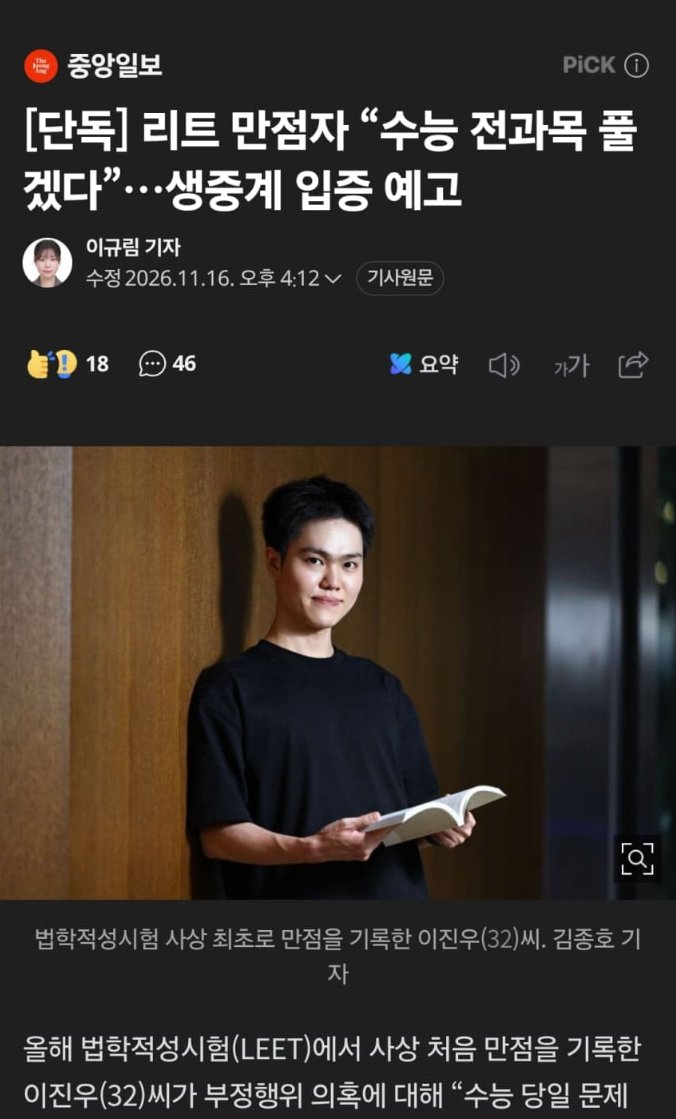 중앙일보
PiCK
[단독] 리트 만점자 “수능 전과목 풀
겠다”…생중계 입증 예고
이규림 기자
수정 2026.11.16. 오후 4:12
기사원문
18
46
요약
가가
법학적성시험 사상 최초로 만점을 기록한 이진우(32)씨. 김종호 기
자
올해 법학적성시험(LEET)에서 사상 처음 만점을 기록한
이진우(32)씨가 부정행위 의혹에 대해 “수능 당일 문제